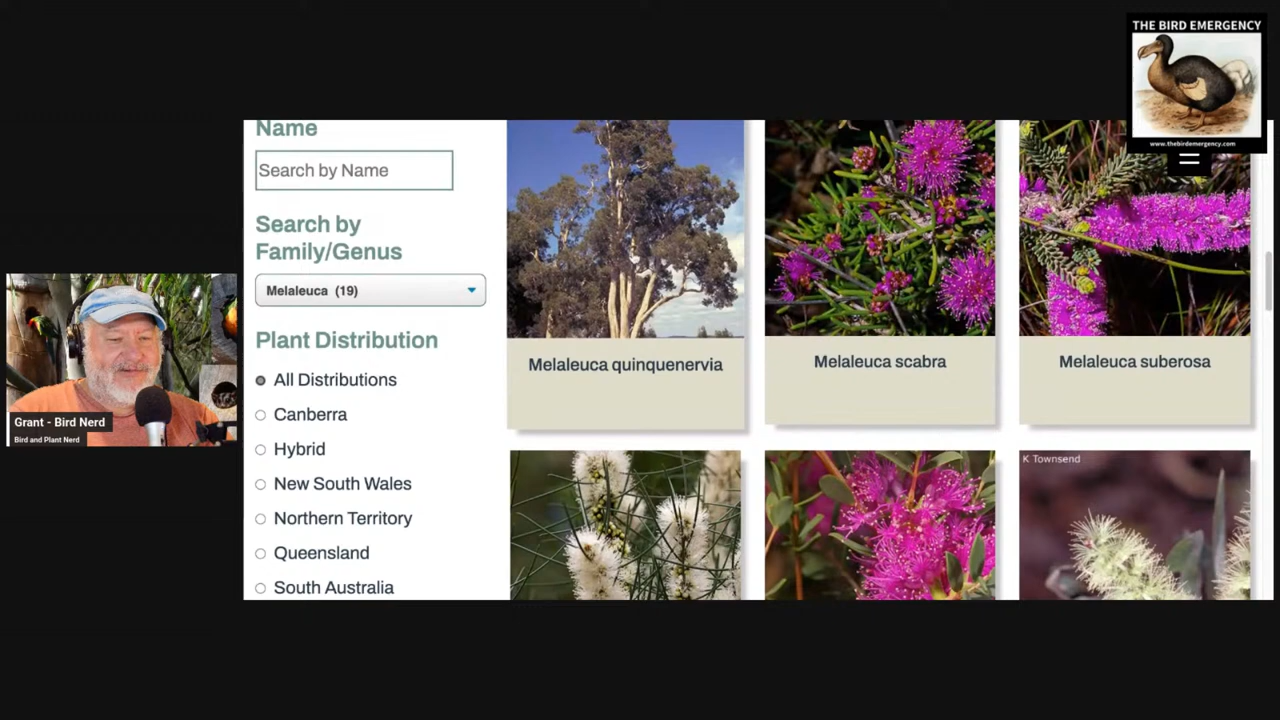 THE BIRD EMERGENCY
www.thebirdemergency.com
Name
Search by Name
Search by
Family/Genus
Melaleuca (19)
Plant Distribution
All Distributions
Canberra
Hybrid
New South Wales
Northern Territory
Queensland
South Australia
Melaleuca quinquenervia
Melaleuca scabra
Melaleuca suberosa
K Townsend
Grant - Bird Nerd
Bird and Plant Nerd